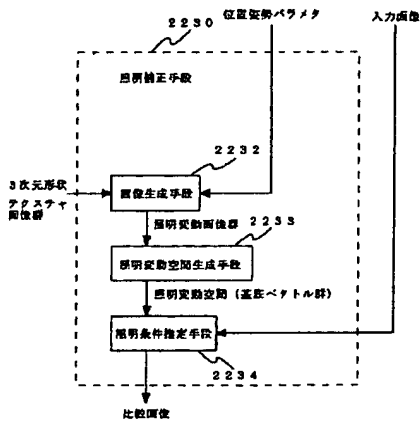 2230
位置姿勢パラメタ
入力画像
照明補正手段
2232
3次元形状
テクスチャ
画像群
画像生成手段
照明変動画像群
2233
照明変動空間生成手段
照明変動空間(基底ベクトル群)
照明条件推定手段
2234
比較画像